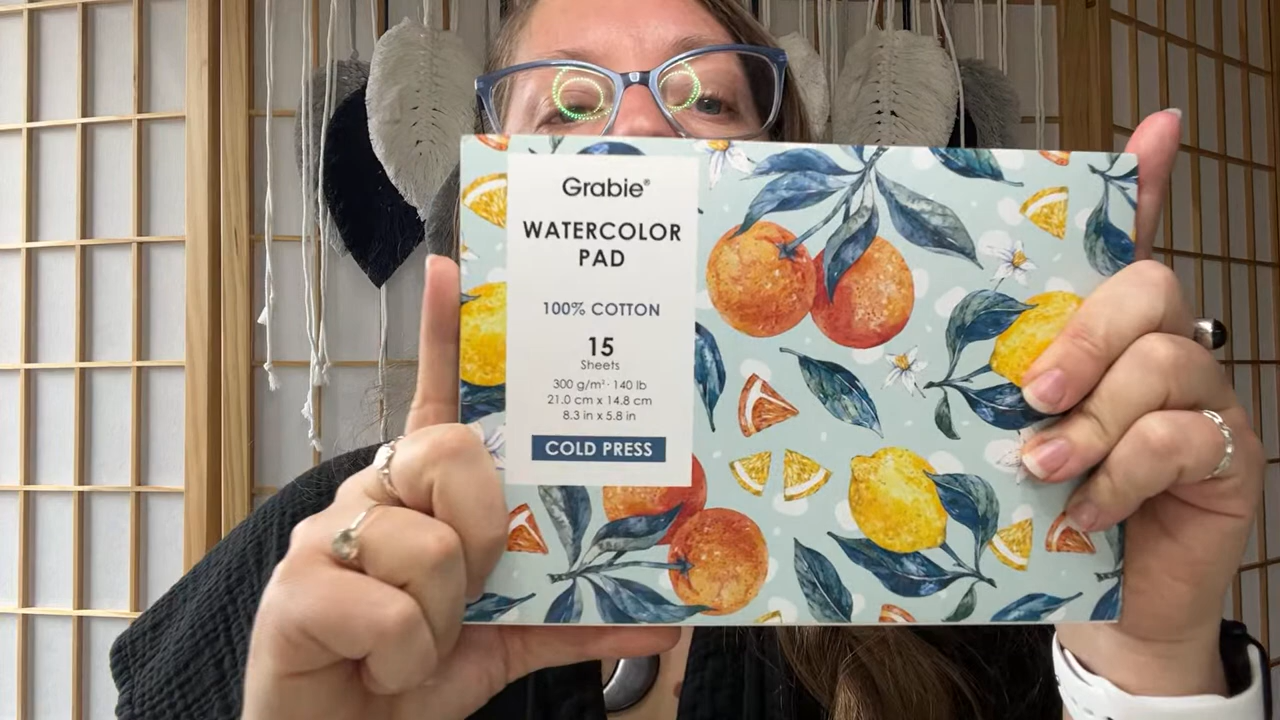 Grabie®
WATERCOLOR
PAD
100% COTTON
15
Sheets
300 g/m² · 140 lb
21.0 cm x 14.8 cm
8.3 in x 5.8 in
COLD PRESS